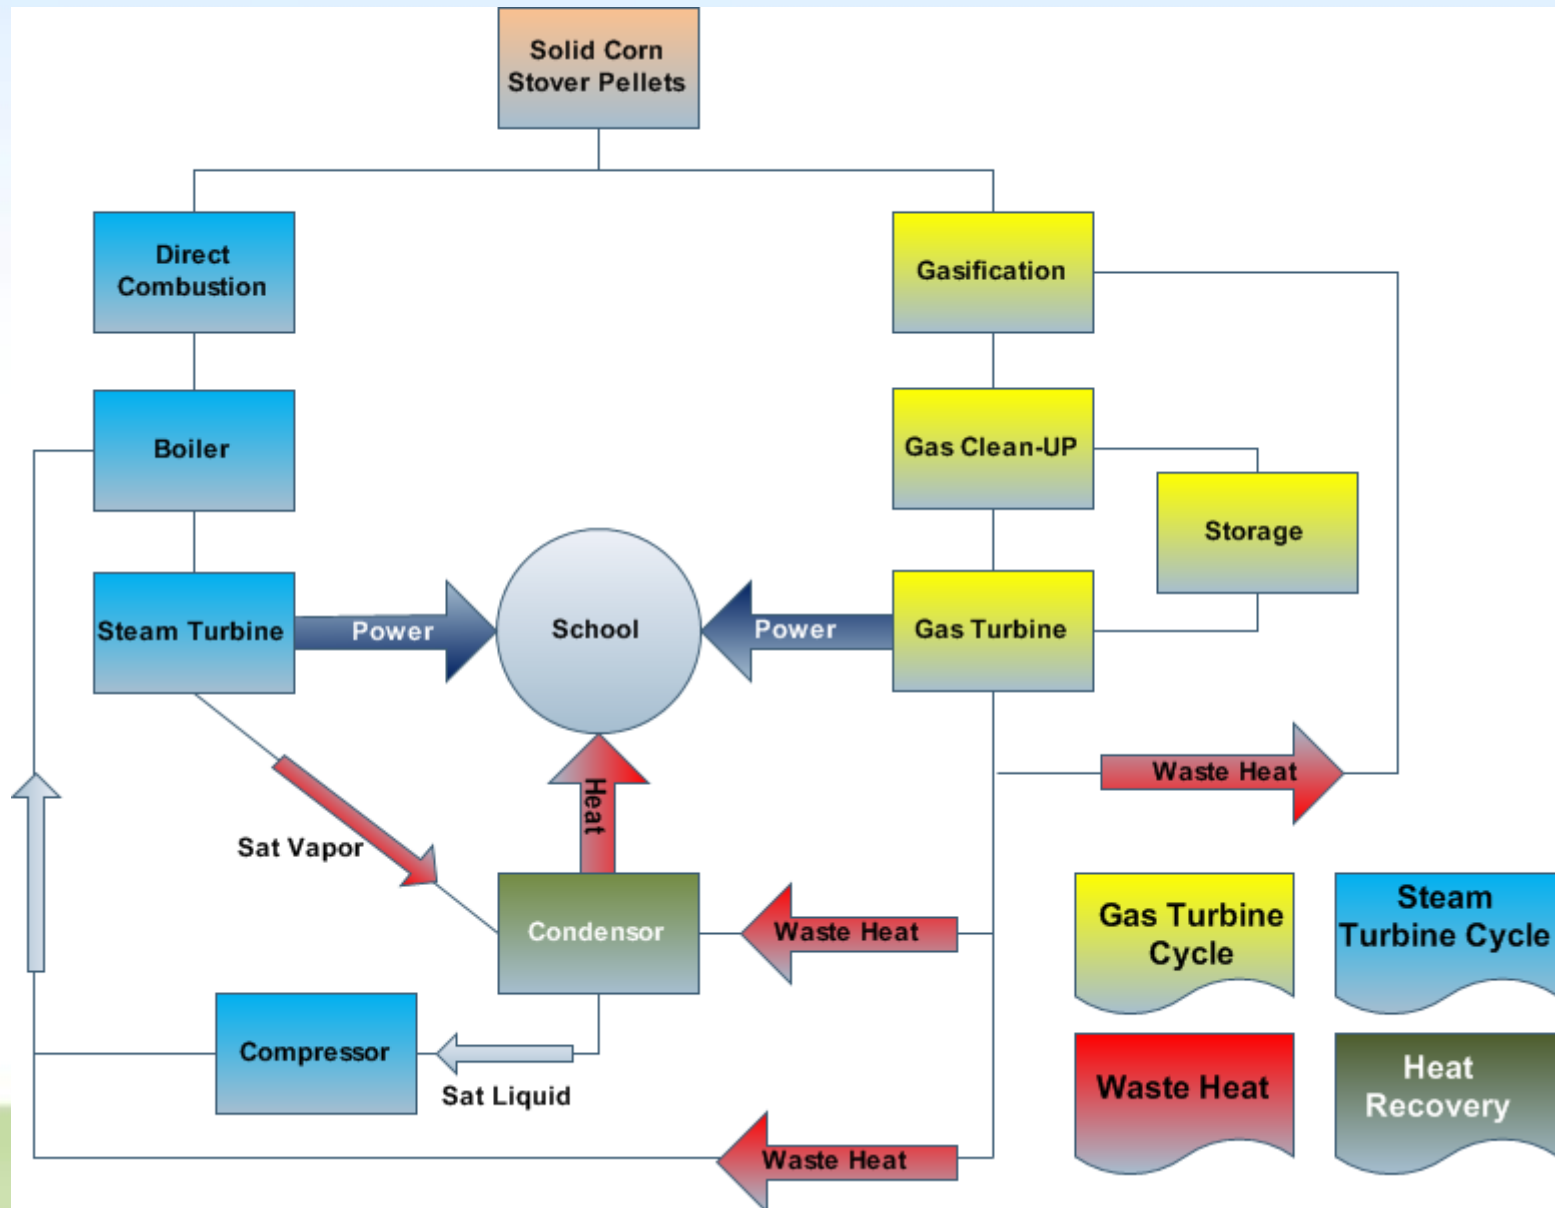 Solid Corn
Stover Pellets
Direct
Combustion
Gasification
Boiler
Gas Clean-UP
Storage
Steam Turbine
Power
School
Power
Gas Turbine
Waste Heat
Heat
Sat Vapor
Condensor
Waste Heat
Compressor
Sat Liquid
Waste Heat
Gas Turbine
Cycle
Steam
Turbine Cycle
Waste Heat
Heat
Recovery